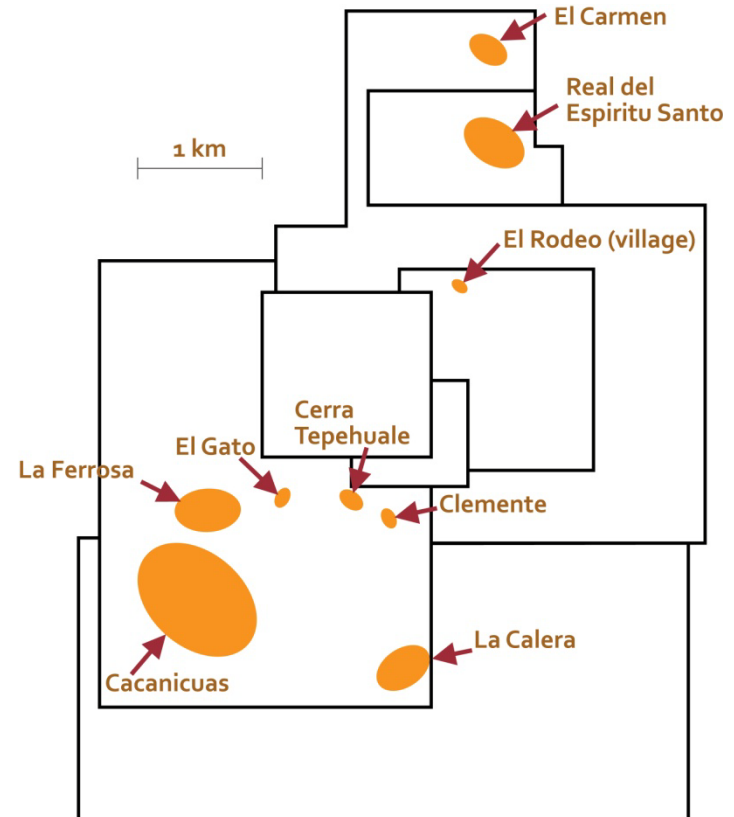 El Carmen
Real del
Espiritu Santo
1 km
El Rodeo (village)
Cerra
Tepehuale
El Gato
La Ferrosa
Clemente
La Calera
Cacanicuas